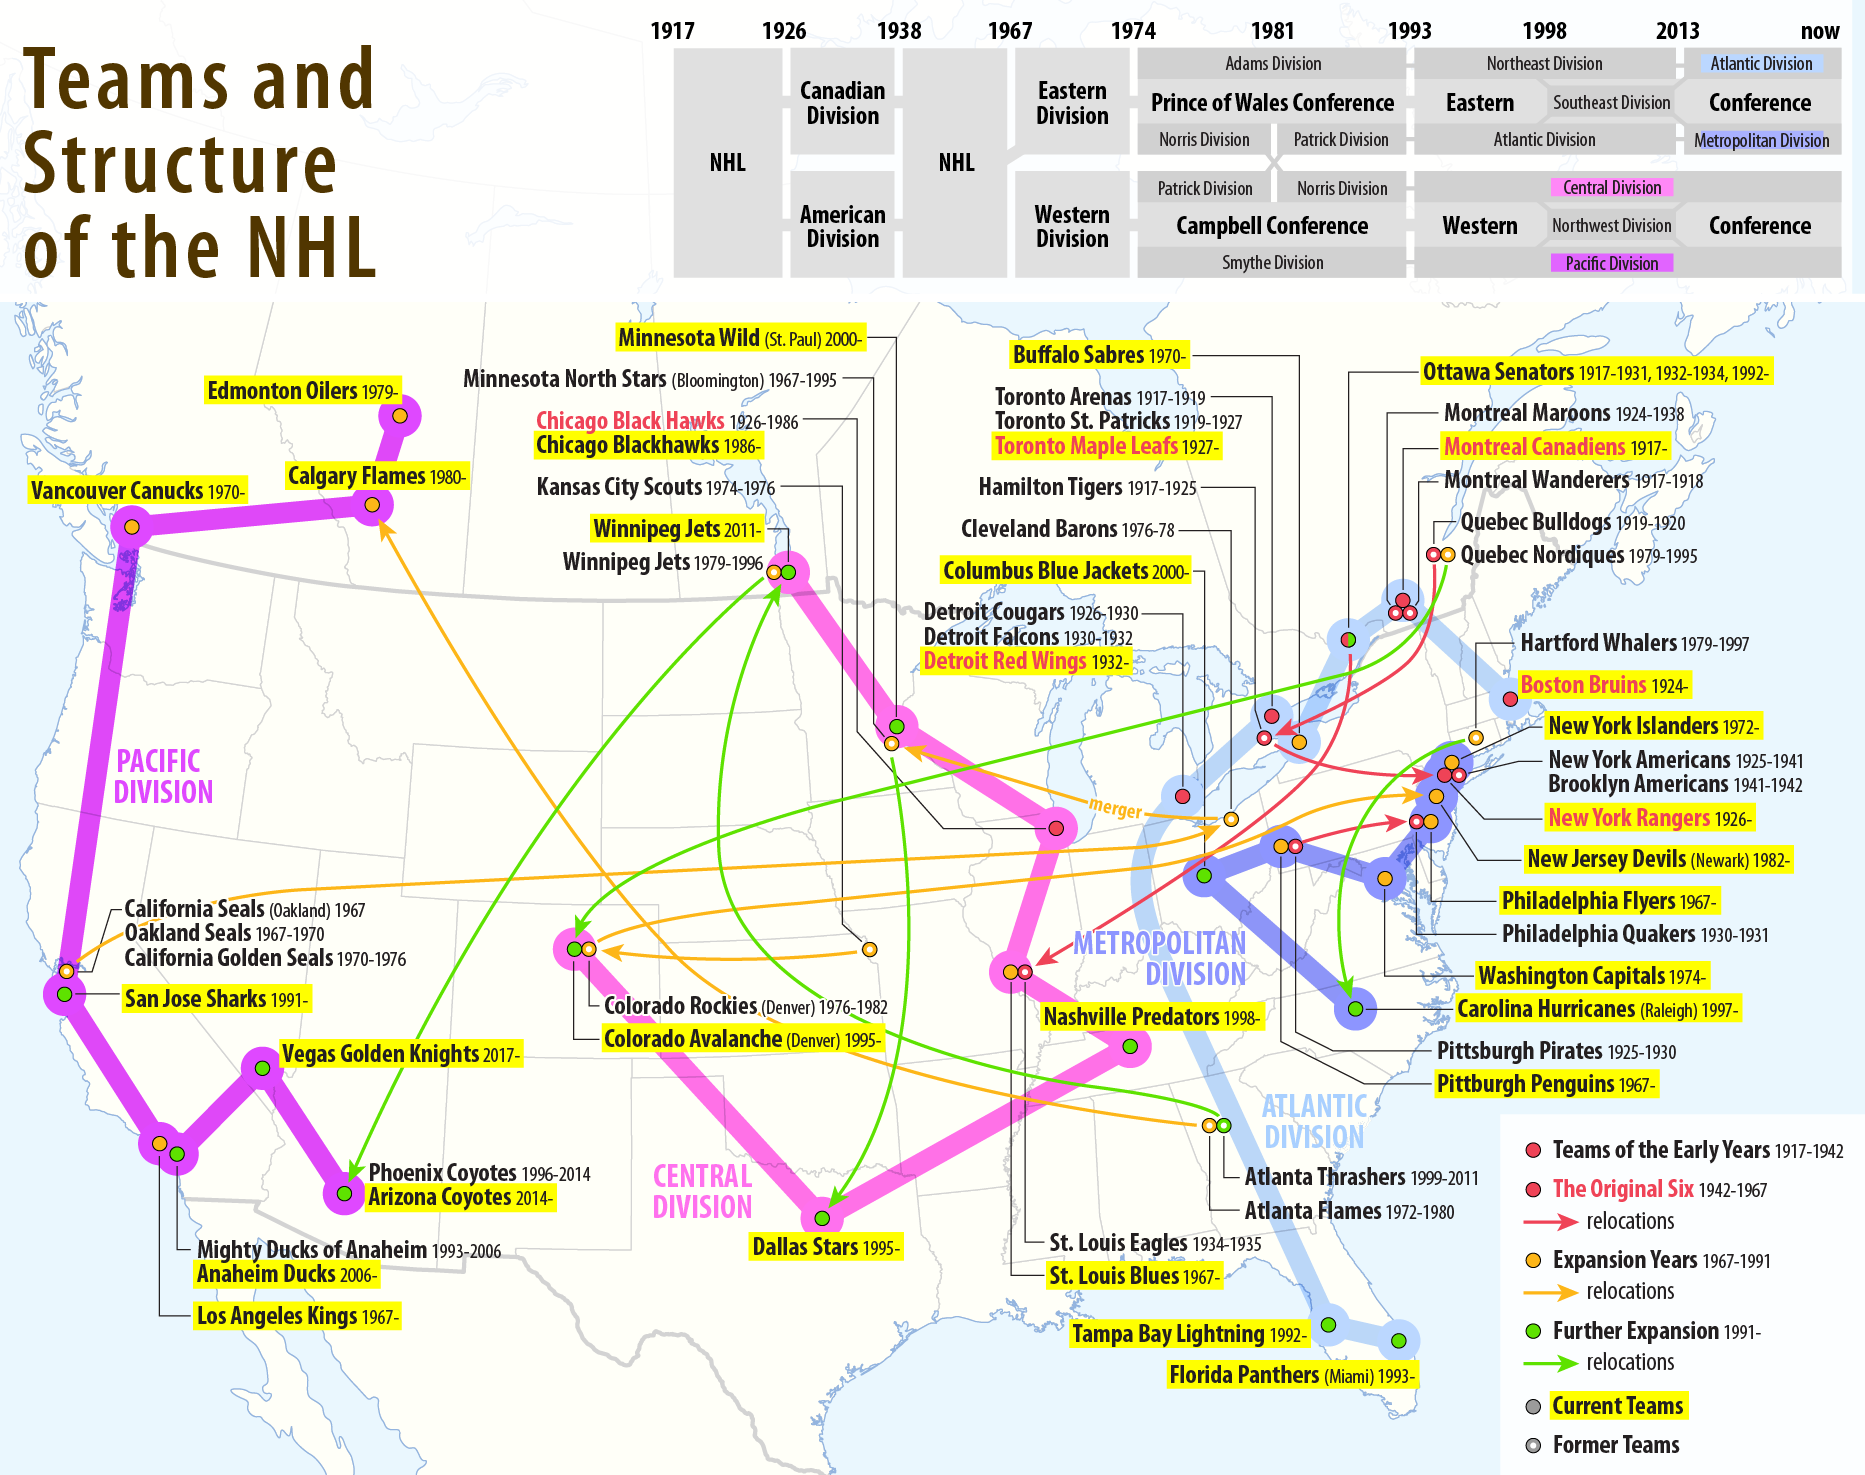 Teams and
Structure
of the NHL
1917 1926 1938 1967 1974 1981 1993 1998 2013 now
NHL
Canadian
Division
American
Division
NHL
Eastern
Division
Western
Division
Adams Division
Prince of Wales Conference
Norris Division Patrick Division
Patrick Division Norris Division
Campbell Conference
Smythe Division
Northeast Division Atlantic Division
Eastern Southeast Division Conference
Atlantic Division Metropolitan Division
Central Division
Western Northwest Division Conference
Pacific Division
Minnesota Wild (St. Paul) 2000-
Minnesota North Stars (Bloomington) 1967-1995
Chicago Black Hawks 1926-1986
Chicago Blackhawks 1986-
Kansas City Scouts 1974-1976
Winnipeg Jets 2011-
Winnipeg Jets 1979-1996
Edmonton Oilers 1979-
Calgary Flames 1980-
Vancouver Canucks 1970-
Buffalo Sabres 1970-
Toronto Arenas 1917-1919
Toronto St. Patricks 1919-1927
Toronto Maple Leafs 1927-
Hamilton Tigers 1917-1925
Cleveland Barons 1976-78
Columbus Blue Jackets 2000-
Detroit Cougars 1926-1930
Detroit Falcons 1930-1932
Detroit Red Wings 1932-
Ottawa Senators 1917-1931, 1932-1934, 1992-
Montreal Maroons 1924-1938
Montreal Canadiens 1917-
Montreal Wanderers 1917-1918
Quebec Bulldogs 1919-1920
Quebec Nordiques 1979-1995
Hartford Whalers 1979-1997
Boston Bruins 1924-
New York Islanders 1972-
New York Americans 1925-1941
Brooklyn Americans 1941-1942
New York Rangers 1926-
New Jersey Devils (Newark) 1982-
Philadelphia Flyers 1967-
Philadelphia Quakers 1930-1931
Washington Capitals 1974-
Carolina Hurricanes (Raleigh) 1997-
Pittsburgh Pirates 1925-1930
Pittburgh Penguins 1967-
merger
PACIFIC
DIVISION
California Seals (Oakland) 1967
Oakland Seals 1967-1970
California Golden Seals 1970-1976
San Jose Sharks 1991-
Vegas Golden Knights 2017-
Colorado Rockies (Denver) 1976-1982
Colorado Avalanche (Denver) 1995-
METROPOLITAN
DIVISION
Nashville Predators 1998-
ATLANTIC
DIVISION
CENTRAL
DIVISION
Phoenix Coyotes 1996-2014
Arizona Coyotes 2014-
Mighty Ducks of Anaheim 1993-2006
Anaheim Ducks 2006-
Los Angeles Kings 1967-
Dallas Stars 1995-
Atlanta Thrashers 1999-2011
Atlanta Flames 1972-1980
St. Louis Eagles 1934-1935
St. Louis Blues 1967-
Tampa Bay Lightning 1992-
Florida Panthers (Miami) 1993-
Teams of the Early Years 1917-1942
The Original Six 1942-1967
relocations
Expansion Years 1967-1991
relocations
Further Expansion 1991-
relocations
Current Teams
Former Teams